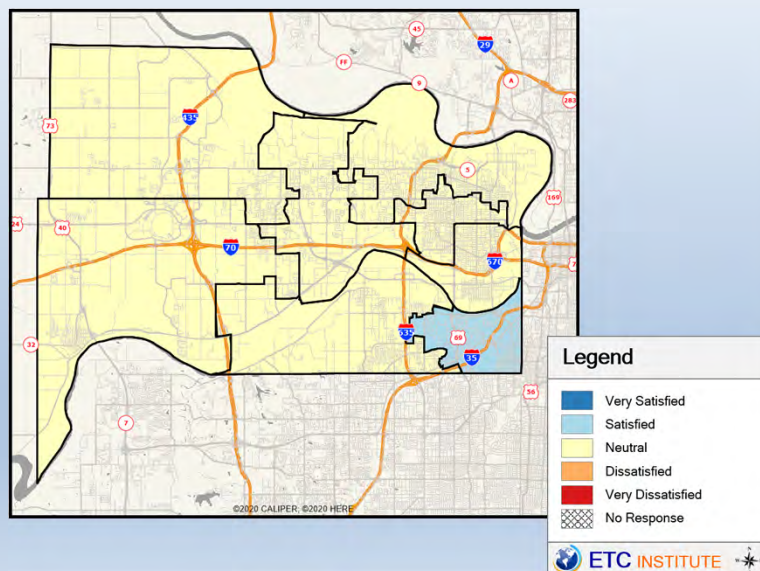 45
29
FF
A
9
283
435
73
5
169
24
40
70
670
635
69
32
35
56
7
©2020 CALIPER; ©2020 HERE
Legend
Very Satisfied
Satisfied
Neutral
Dissatisfied
Very Dissatisfied
No Response
ETC INSTITUTE